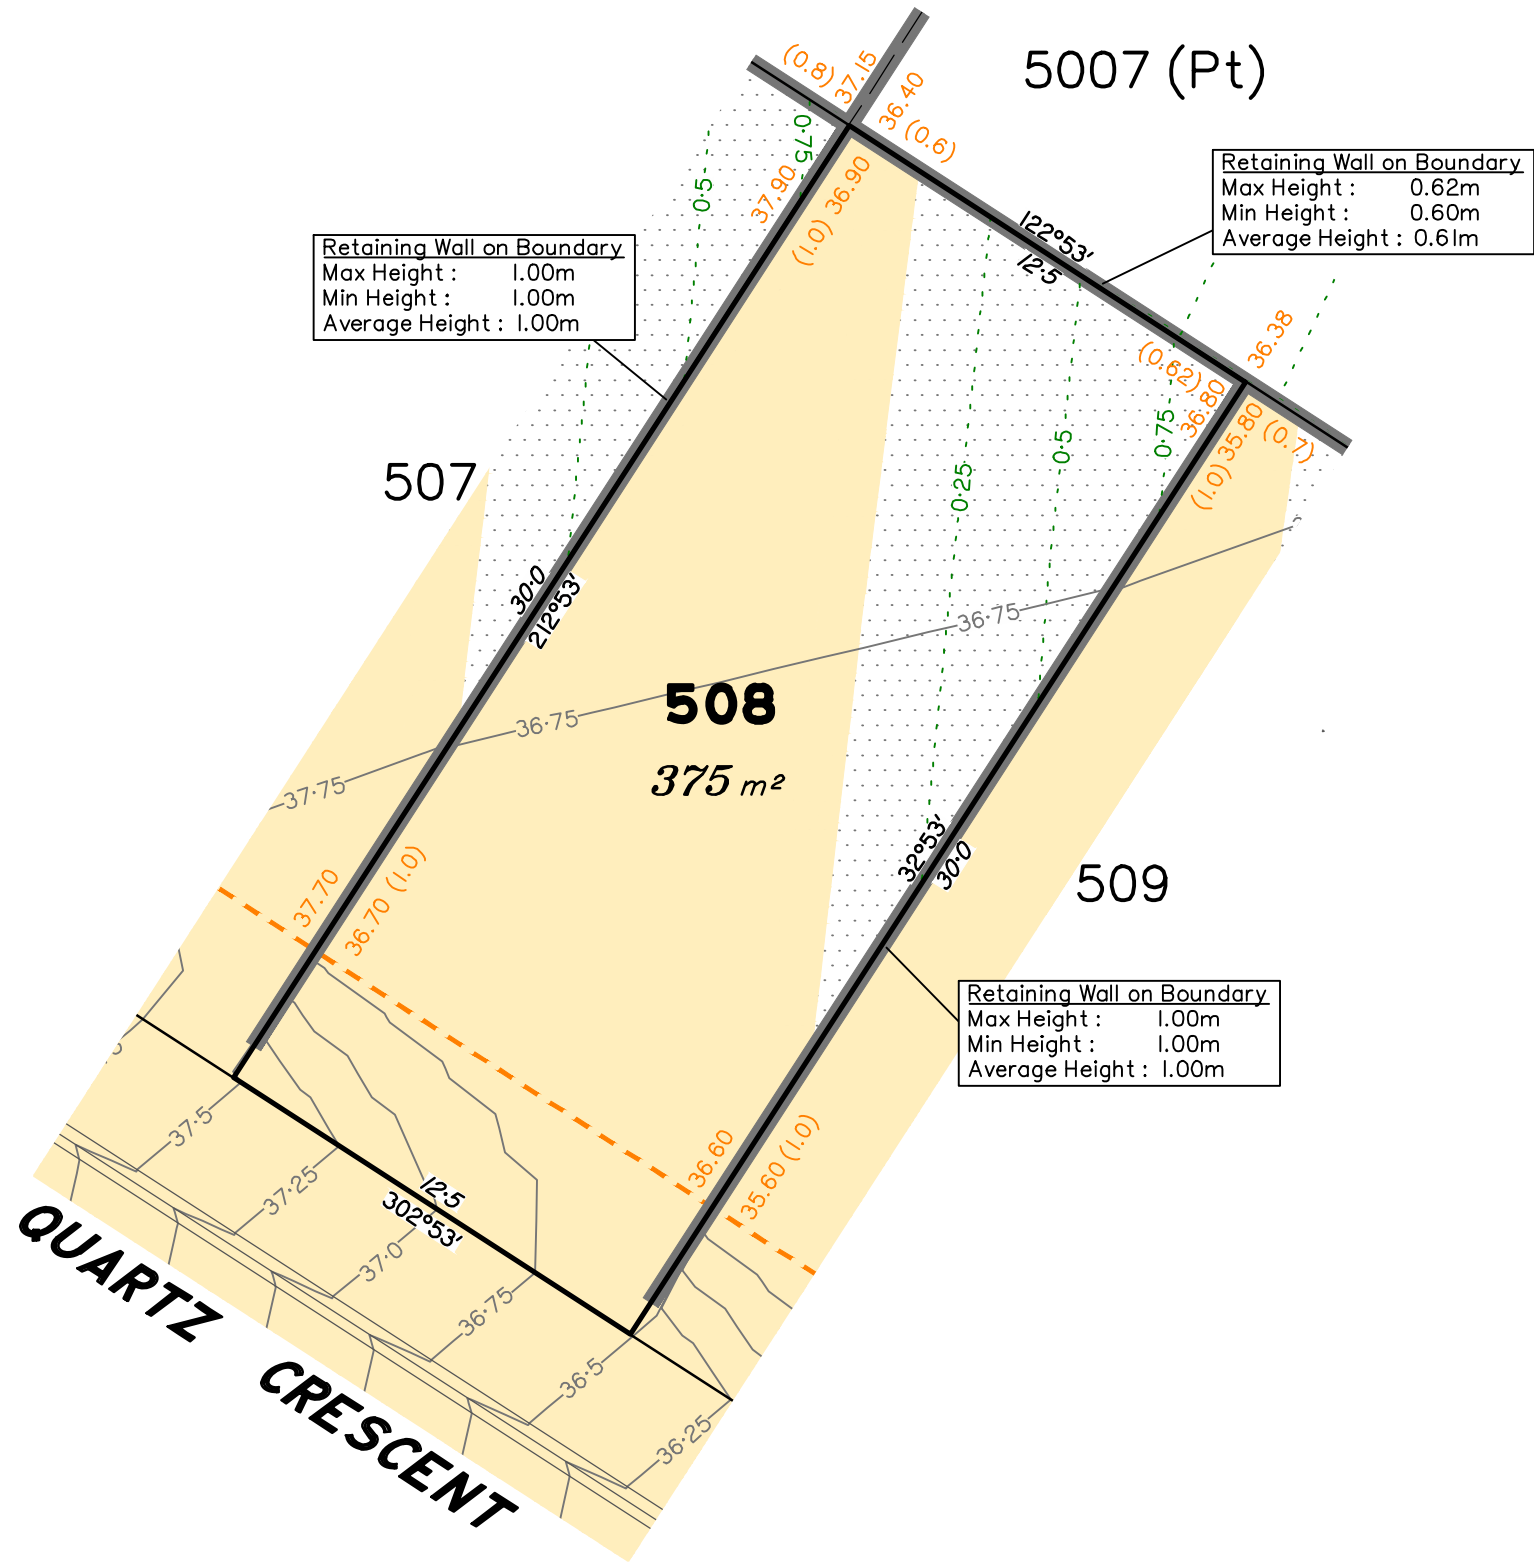 5007 (Pt)
(0.8)
37.15
36.40
(0.6)
0·75
0·5
37.90
36.90
(1.0)
Retaining Wall on Boundary
Max Height : 0.62m
Min Height : 0.60m
Average Height : 0.61m
122°53'
12·5
Retaining Wall on Boundary
Max Height : 1.00m
Min Height : 1.00m
Average Height : 1.00m
36.38
(0.62)
36.80
35.80
(0.7)
(1.0)
0·75
0·5
0·25
507
30·0
212°53'
36·75
36·75
508
375 m²
37·75
32°53'
30·0
509
37.70
36.70 (1.0)
Retaining Wall on Boundary
Max Height : 1.00m
Min Height : 1.00m
Average Height : 1.00m
36.60
35.60 (1.0)
37·5
37·25
12·5
302°53'
37·0
36·75
36·5
36·25
QUARTZ CRESCENT